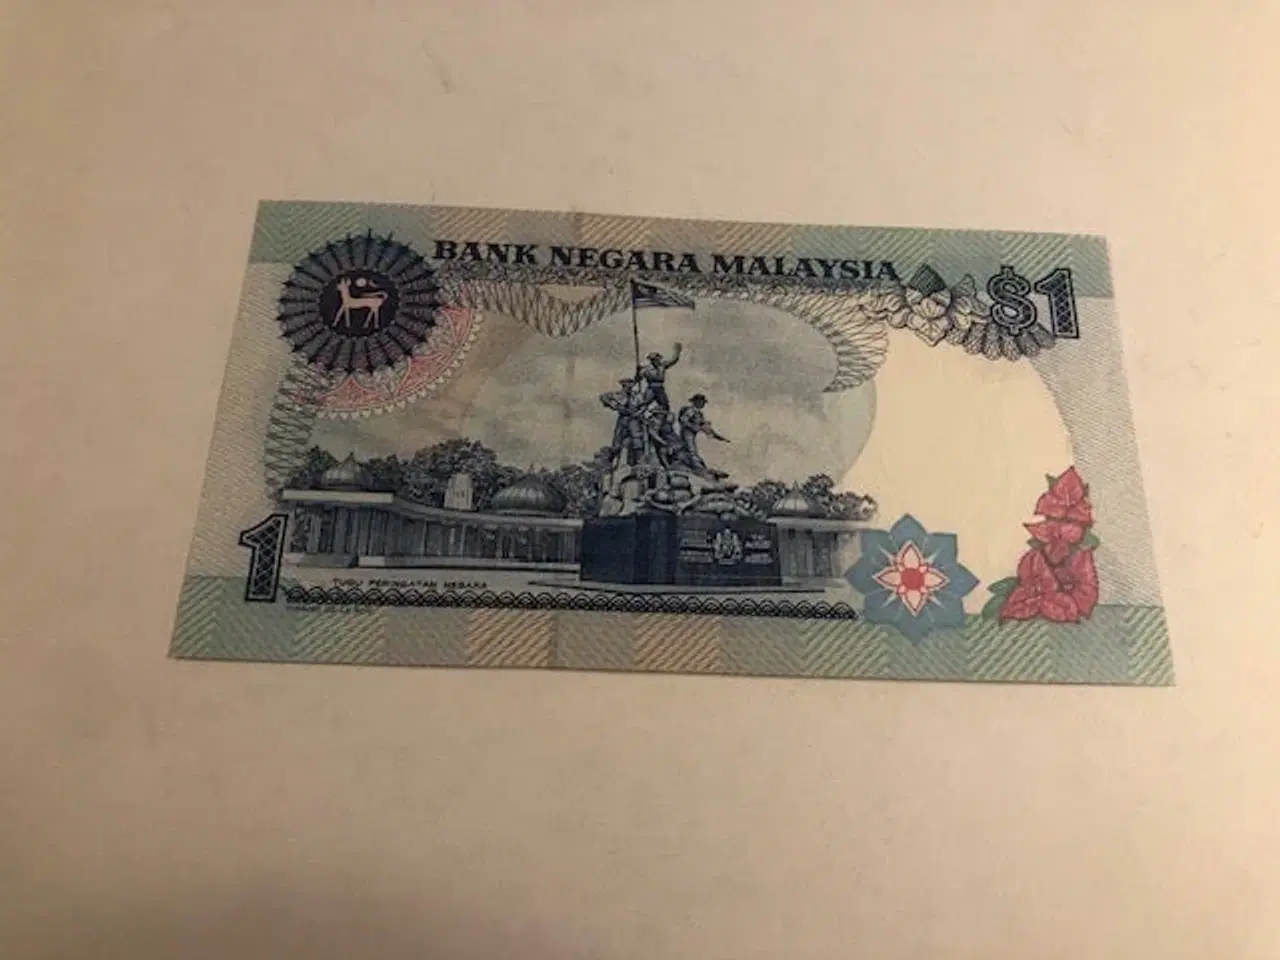 BANK NEGARA MALAYSIA
$1
1
TUGU PERINGATAN NEGARA